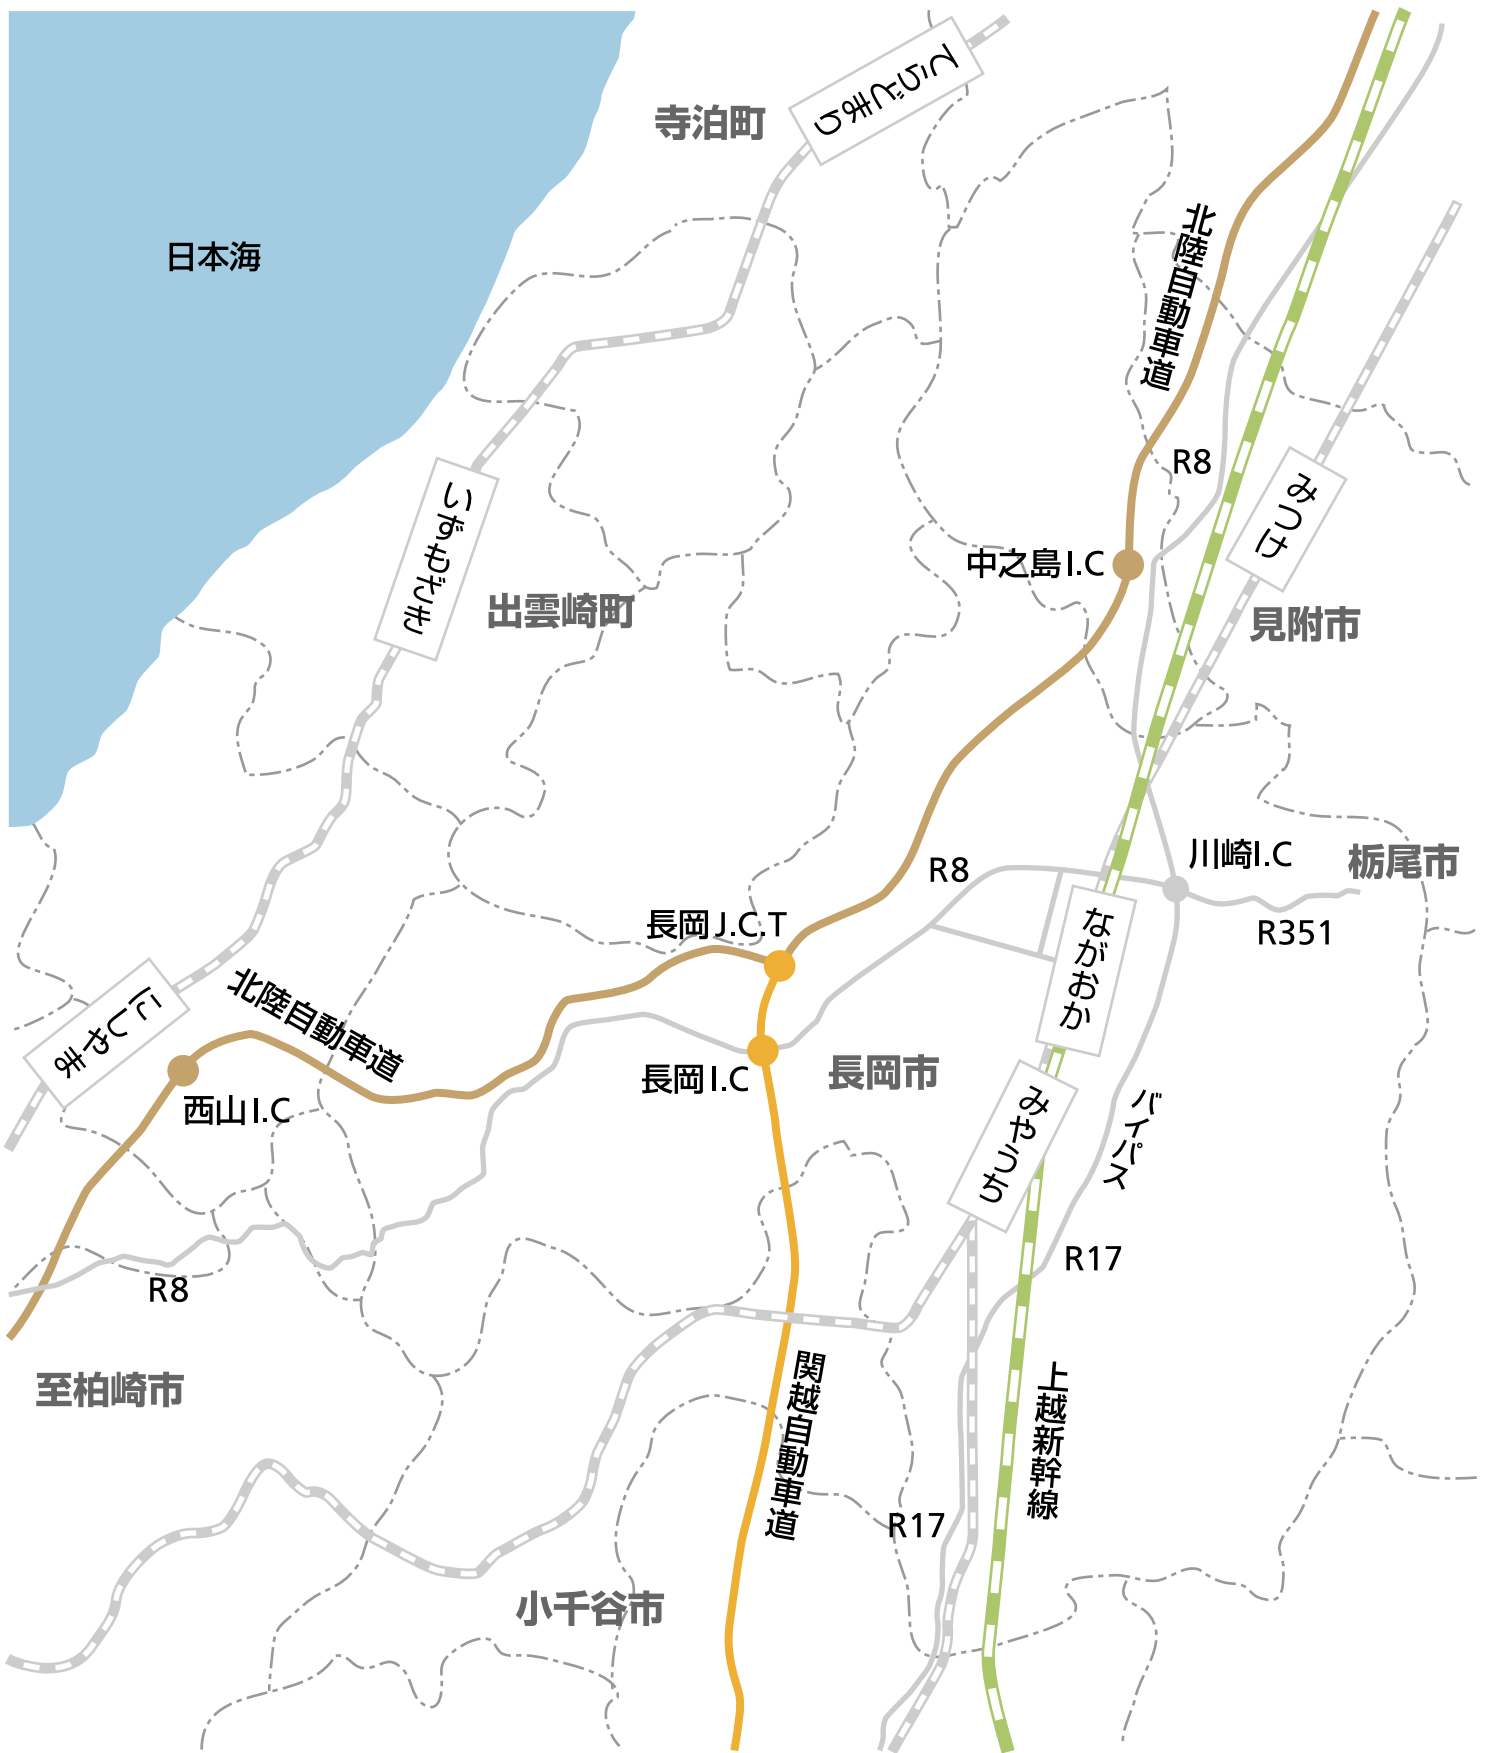 てらどまり
寺泊町
北陸自動車道
日本海
R8
みつけ
いずもざき
中之島I.C
出雲崎町
見附市
川崎I.C
栃尾市
R8
長岡J.C.T
ながおか
R351
にしやま
北陸自動車道
長岡I.C
長岡市
西山I.C
みやうち
バイパス
R17
R8
至柏崎市
関越自動車道
上越新幹線
R17
小千谷市